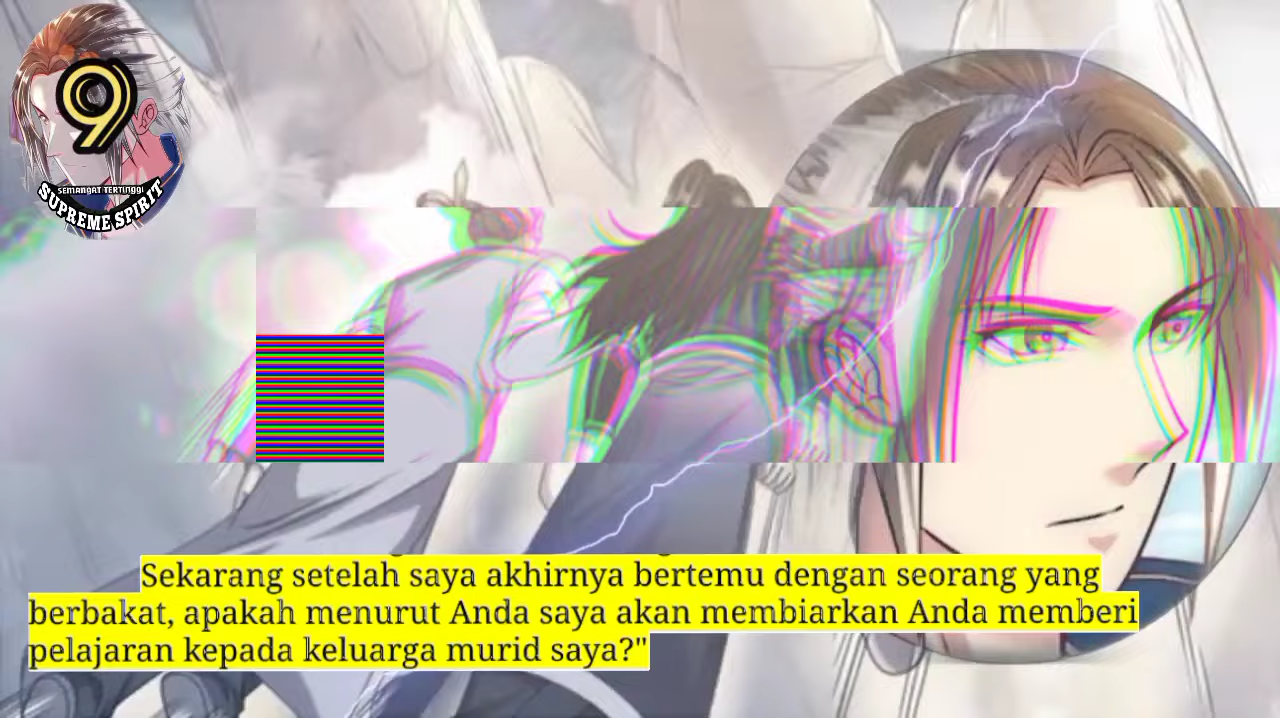 9
SEMANGAT TERTINGGI
SUPREME SPIRIT
Sekarang setelah saya akhirnya bertemu dengan seorang yang
berbakat, apakah menurut Anda saya akan membiarkan Anda memberi
pelajaran kepada keluarga murid saya?"